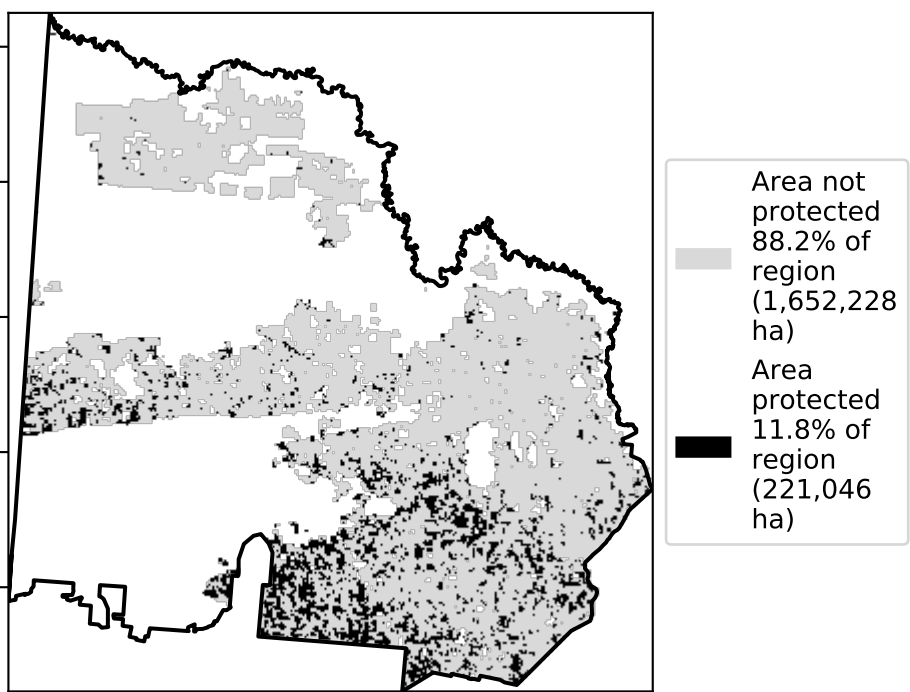 Area not
protected
88.2% of
region
(1,652,228
ha)
Area
protected
11.8% of
region
(221,046
ha)